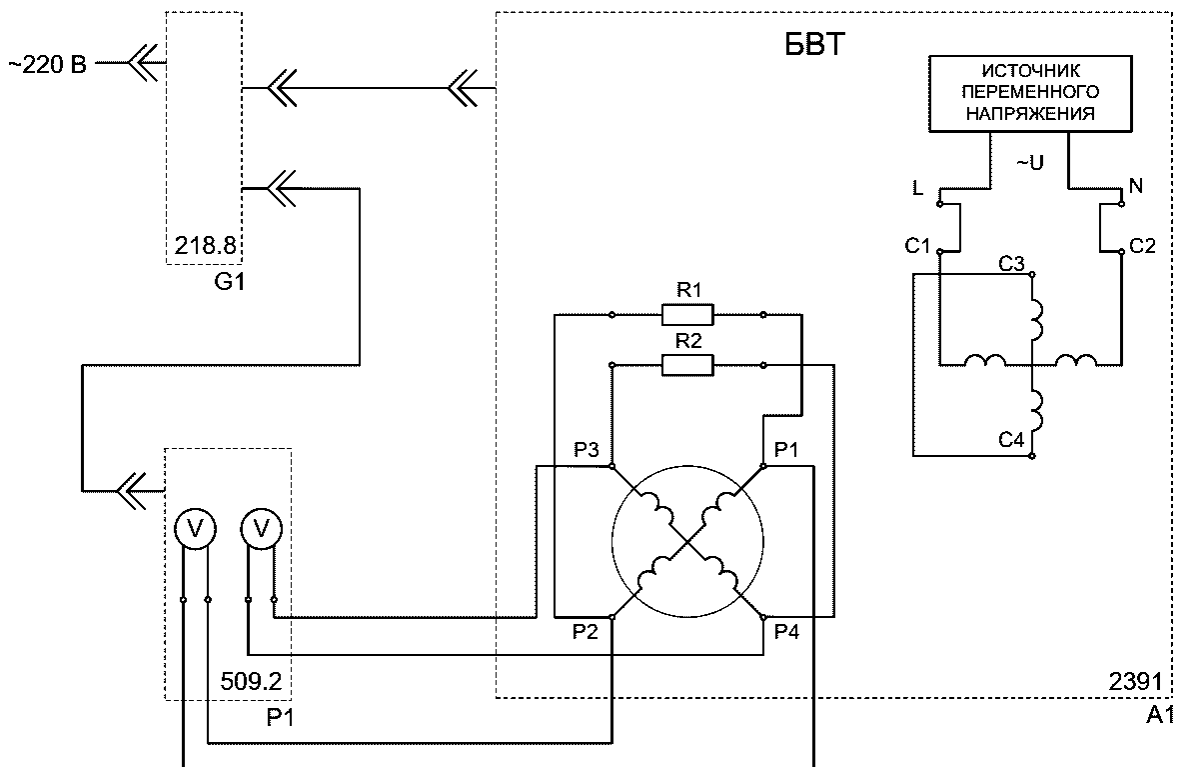 БВТ
~220 В
ИСТОЧНИК
ПЕРЕМЕННОГО
НАПРЯЖЕНИЯ
~U
L
N
218.8
G1
C1
C2
C3
R1
R2
C4
P3
P1
V
V
P2
P4
509.2
P1
2391
A1